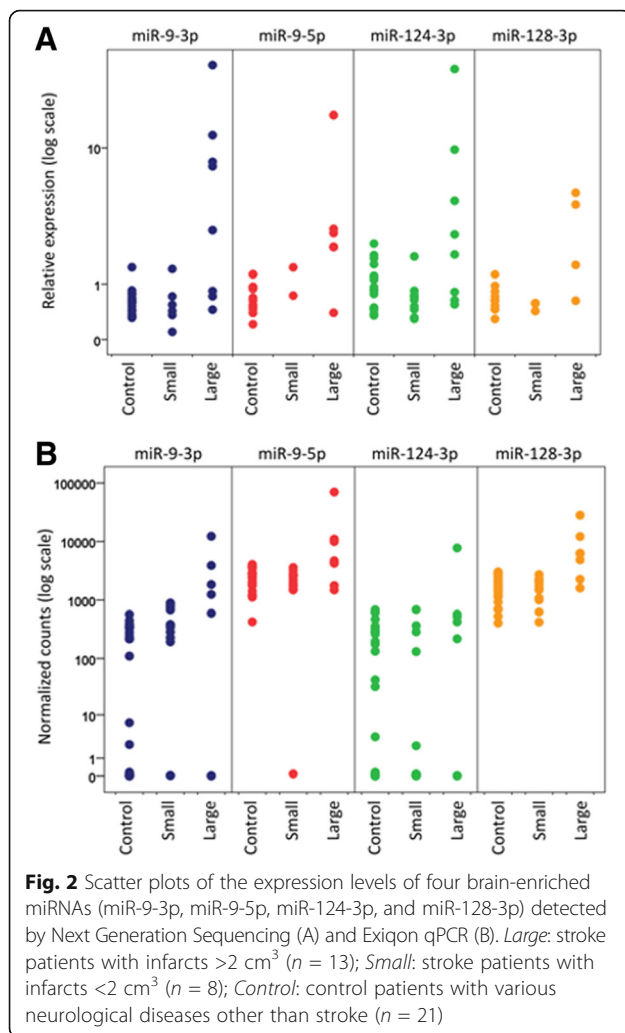 A
miR-9-3p miR-9-5p miR-124-3p miR-128-3p
Relative expression (log scale)
10
1
0
Control Small Large Control Small Large Control Small Large Control Small Large
B
miR-9-3p miR-9-5p miR-124-3p miR-128-3p
Normalized counts (log scale)
100000
10000
1000
100
10
1
0
Control Small Large Control Small Large Control Small Large Control Small Large
Fig. 2 Scatter plots of the expression levels of four brain-enriched
miRNAs (miR-9-3p, miR-9-5p, miR-124-3p, and miR-128-3p) detected
by Next Generation Sequencing (A) and Exiqon qPCR (B). Large: stroke
patients with infarcts >2 cm³ (n = 13); Small: stroke patients with
infarcts <2 cm³ (n = 8); Control: control patients with various
neurological diseases other than stroke (n = 21)